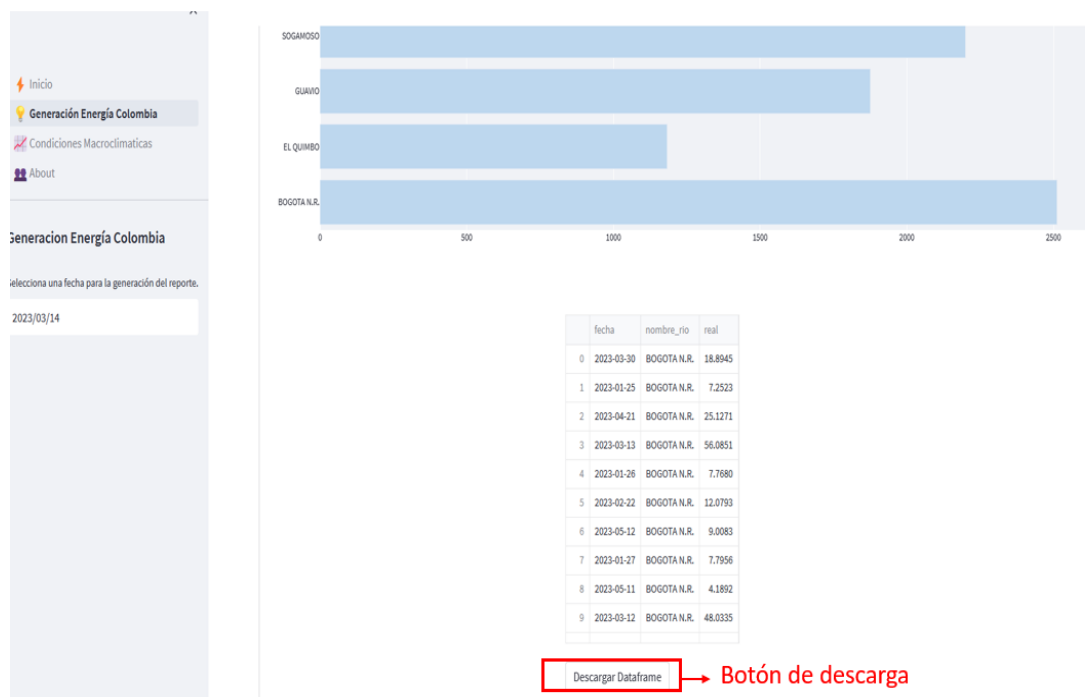 Inicio
Generación Energía Colombia
Condiciones Macroclimaticas
About
Generacion Energía Colombia
Selecciona una fecha para la generación del reporte.
2023/03/14
SOGAMOSO
GUAVIO
EL QUIMBO
BOGOTA N.R.
0 500 1000 1500 2000 2500
fecha nombre_rio real
0 2023-03-30 BOGOTA N.R. 18.8945
1 2023-01-25 BOGOTA N.R. 7.2523
2 2023-04-21 BOGOTA N.R. 25.1271
3 2023-03-13 BOGOTA N.R. 56.0851
4 2023-01-26 BOGOTA N.R. 7.7680
5 2023-02-22 BOGOTA N.R. 12.0793
6 2023-05-12 BOGOTA N.R. 9.0083
7 2023-01-27 BOGOTA N.R. 7.7956
8 2023-05-11 BOGOTA N.R. 4.1892
9 2023-03-12 BOGOTA N.R. 48.0335
Descargar Dataframe
Botón de descarga